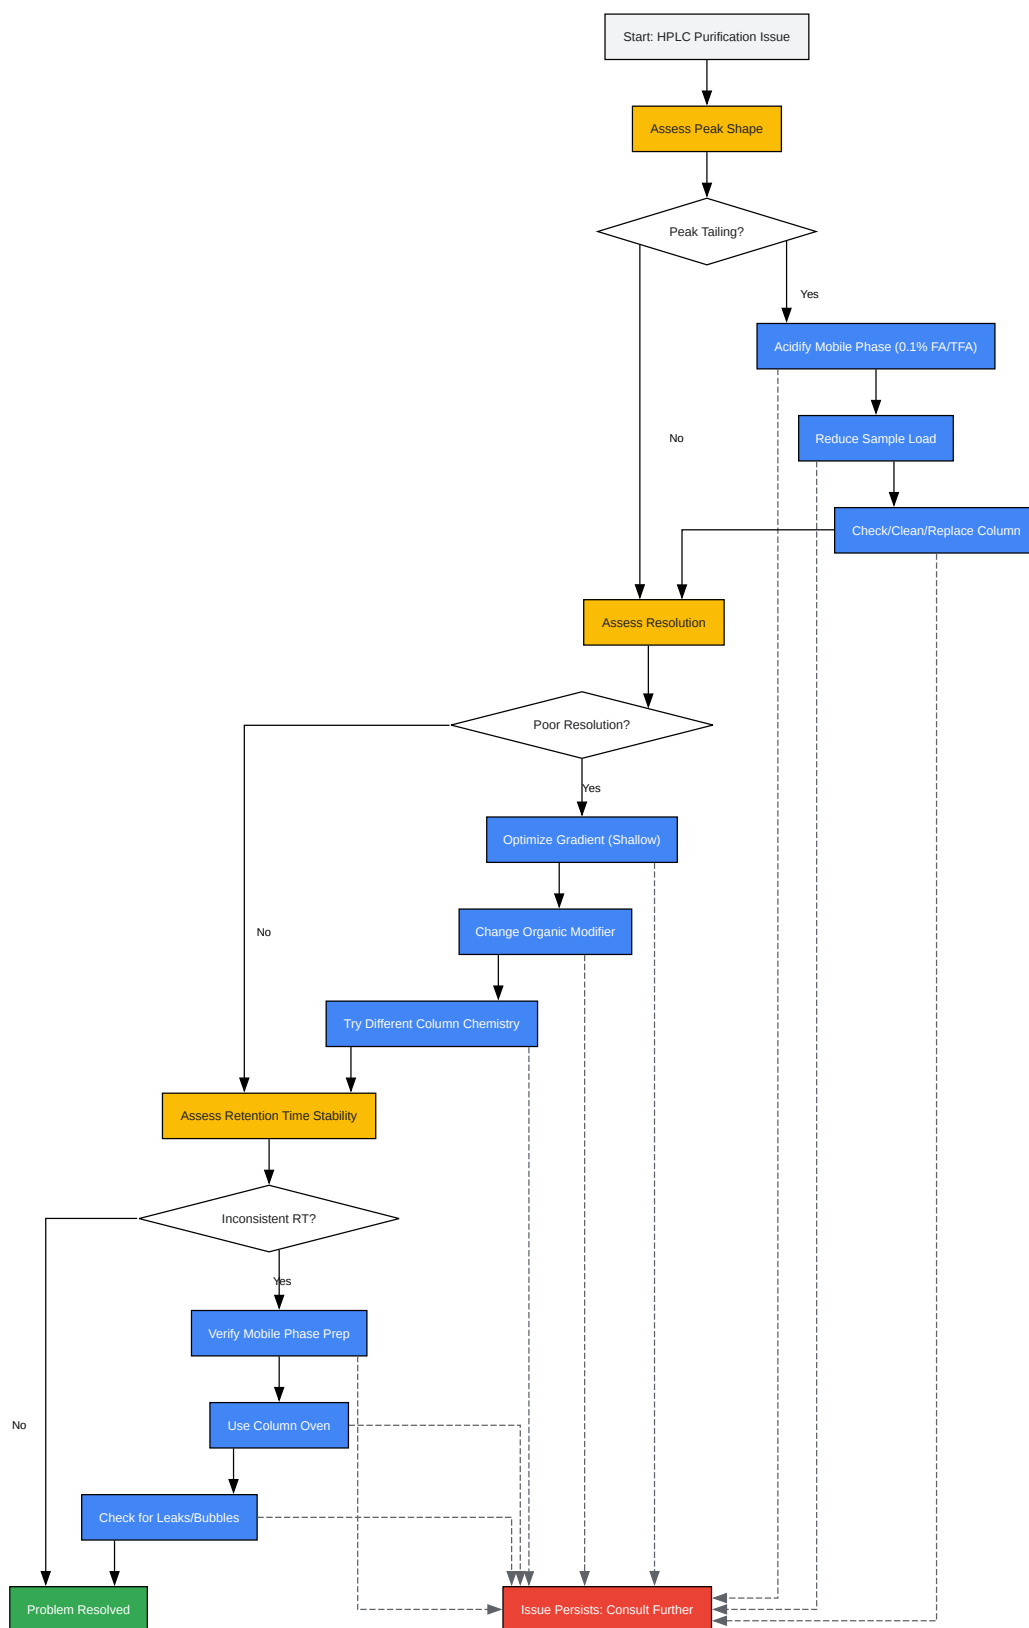 Start: HPLC Purification Issue
Assess Peak Shape
Peak Tailing?
Yes
Acidify Mobile Phase (0.1% FA/TFA)
No
Reduce Sample Load
Check/Clean/Replace Column
Assess Resolution
Poor Resolution?
Yes
Optimize Gradient (Shallow)
No
Change Organic Modifier
Try Different Column Chemistry
Assess Retention Time Stability
Inconsistent RT?
Yes
Verify Mobile Phase Prep
No
Use Column Oven
Check for Leaks/Bubbles
Problem Resolved
Issue Persists: Consult Further